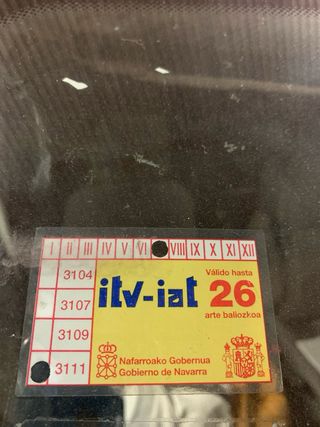 I II III IV V VI VIII IX X XI XII
3104
Válido hasta
3107
itv-iat 26
arte baliozkoa
3109
3111
Nafarroako Gobernua
Gobierno de Navarra